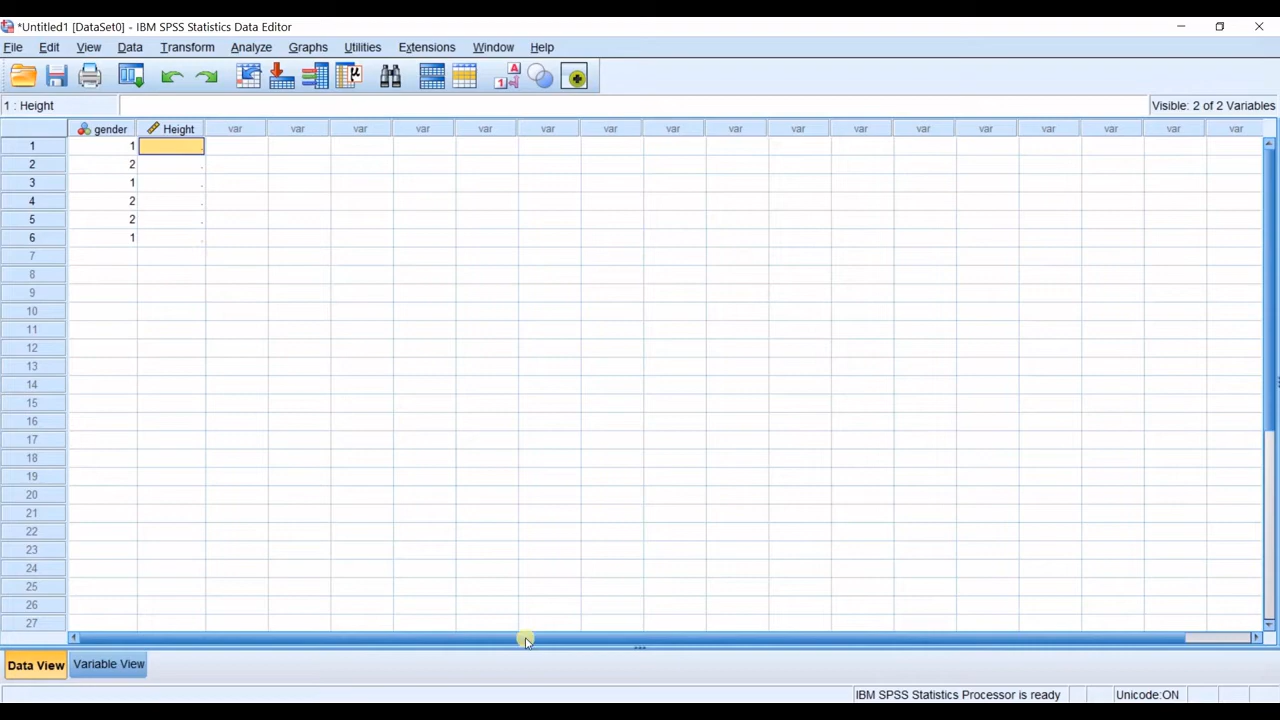 *Untitled1 [DataSet0] - IBM SPSS Statistics Data Editor
File Edit View Data Transform Analyze Graphs Utilities Extensions Window Help
1 : Height Visible: 2 of 2 Variables
gender Height var var var var var var var var var var var var var var var var var
1 1 .
2 2 .
3 1 .
4 2 .
5 2 .
6 1 .
7
8
9
10
11
12
13
14
15
16
17
18
19
20
21
22
23
24
25
26
27
Data View Variable View
IBM SPSS Statistics Processor is ready Unicode:ON